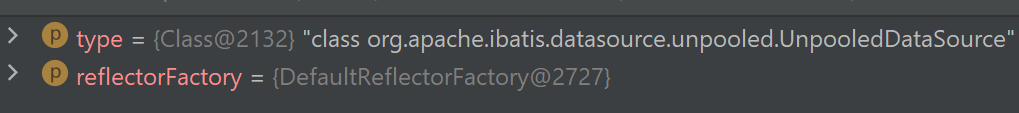 p type = {Class@2132} "class org.apache.ibatis.datasource.unpooled.UnpooledDataSource"
p reflectorFactory = {DefaultReflectorFactory@2727}